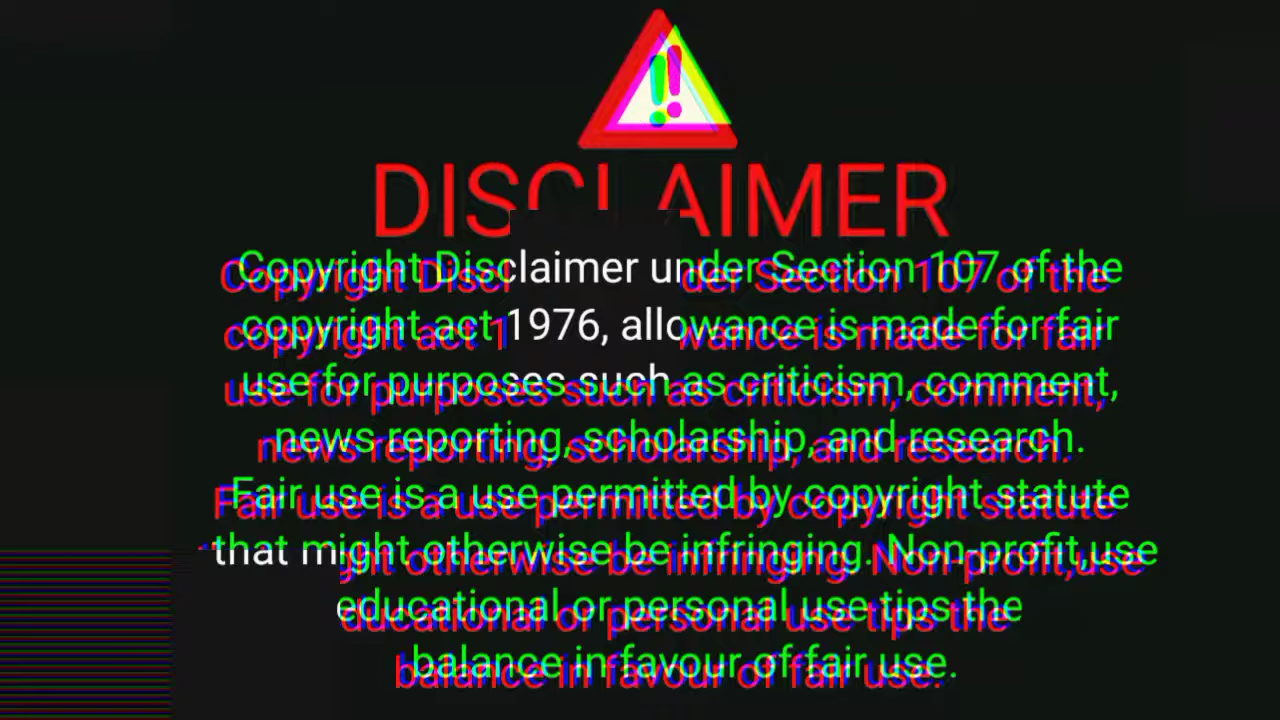 DISCLAIMER
Copyright Disclaimer under Section 107 of the
copyright act 1976, allowance is made for fair
use for purposes such as criticism, comment,
news reporting, scholarship, and research.
Fair use is a use permitted by copyright statute
that might otherwise be infringing. Non-profit,use
educational or personal use tips the
balance in favour of fair use.